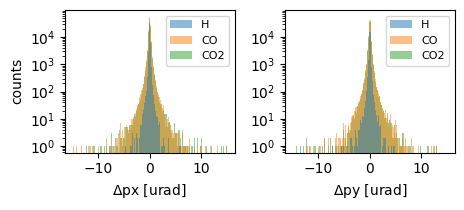 counts
10⁴
10³
10²
10¹
10⁰
H
CO
CO2
−10 0 10
Δpx [urad]
10⁴
10³
10²
10¹
10⁰
H
CO
CO2
−10 0 10
Δpy [urad]